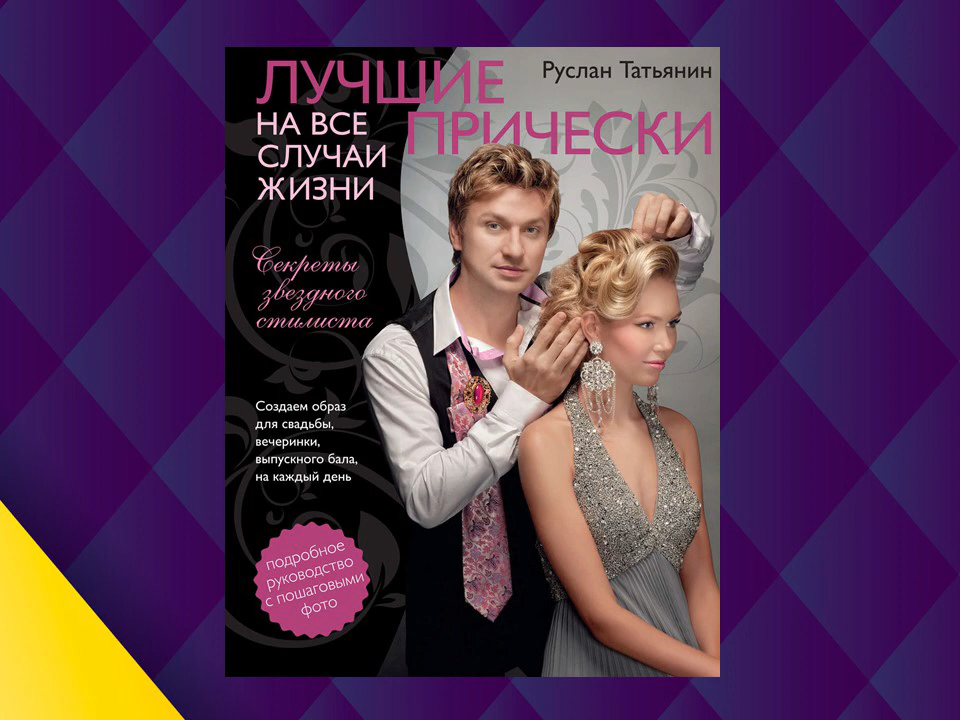 ЛУЧШИЕ
ПРИЧЕСКИ
НА ВСЕ
СЛУЧАИ
ЖИЗНИ
Руслан Татьянин
Секреты
звездного
стилиста
Создаем образ
для свадьбы,
вечеринки,
выпускного бала,
на каждый день
подробное
руководство
с пошаговыми
фото